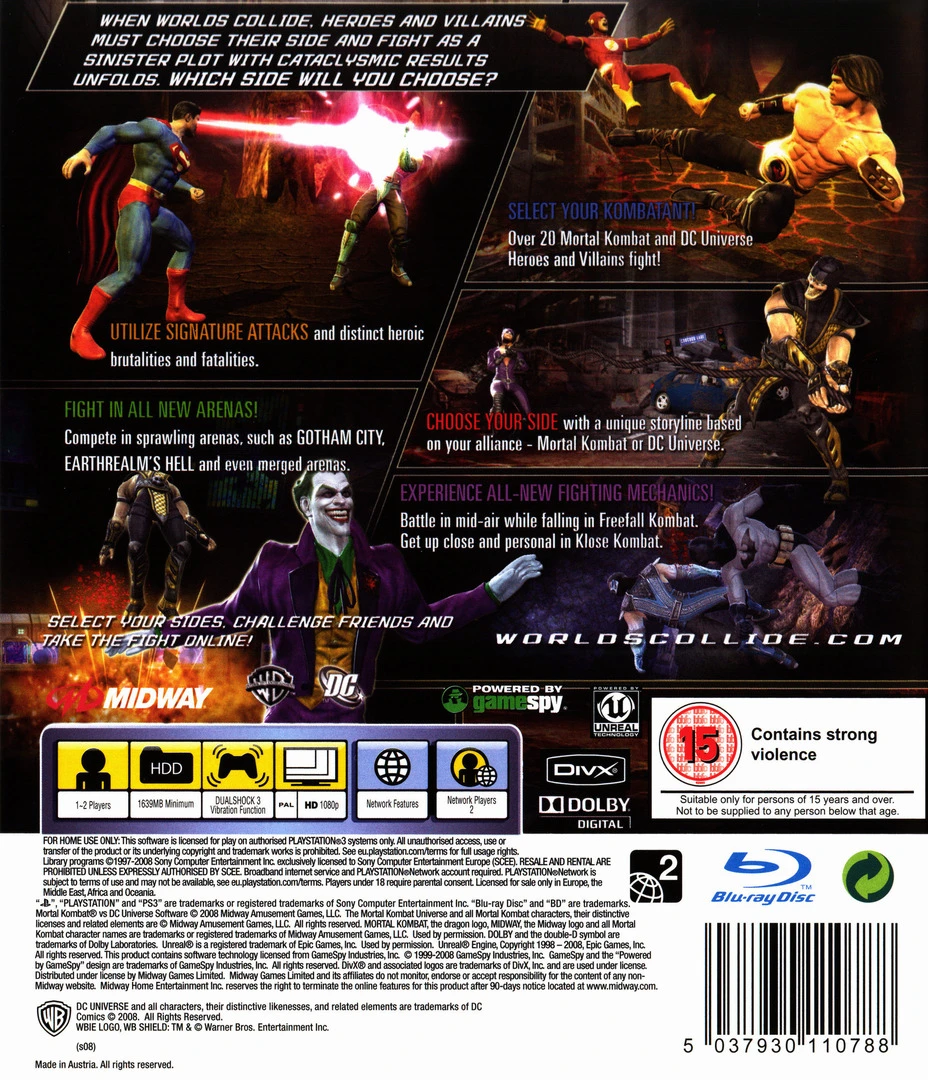 WHEN WORLDS COLLIDE, HEROES AND VILLAINS
MUST CHOOSE THEIR SIDE AND FIGHT AS A
SINISTER PLOT WITH CATACLYSMIC RESULTS
UNFOLDS. WHICH SIDE WILL YOU CHOOSE?
SELECT YOUR KOMBATANT!
Over 20 Mortal Kombat and DC Universe
Heroes and Villains fight!
UTILIZE SIGNATURE ATTACKS and distinct heroic
brutalities and fatalities.
CHOOSE YOUR SIDE with a unique storyline based
on your alliance - Mortal Kombat or DC Universe.
FIGHT IN ALL NEW ARENAS!
Compete in sprawling arenas, such as GOTHAM CITY,
EARTHREALM'S HELL and even merged arenas.
EXPERIENCE ALL-NEW FIGHTING MECHANICS!
Battle in mid-air while falling in Freefall Kombat.
Get up close and personal in Klose Kombat.
SELECT YOUR SIDES, CHALLENGE FRIENDS AND
TAKE THE FIGHT ONLINE!
WORLDSCOLLIDE.COM
MIDWAY
DC
POWERED BY
gamespy
POWERED BY
UNREAL
TECHNOLOGY
15
Contains strong
violence
Suitable only for persons of 15 years and over.
Not to be supplied to any person below that age.
HDD
1-2 Players
1639MB Minimum
DUALSHOCK 3
Vibration Function
PAL HD 1080p
Network Features
Network Players
2
DIVX
DOLBY
DIGITAL
FOR HOME USE ONLY: This software is licensed for play on authorised PLAYSTATION®3 systems only. All unauthorised access, use or
transfer of the product or its underlying copyright and trademark works is prohibited. See eu.playstation.com/terms for full usage rights.
Library programs ©1997-2008 Sony Computer Entertainment Inc. exclusively licensed to Sony Computer Entertainment Europe (SCEE). RESALE AND RENTAL ARE
PROHIBITED UNLESS EXPRESSLY AUTHORISED BY SCEE. Broadband internet service and PLAYSTATION®Network account required. PLAYSTATION®Network is
subject to terms of use and may not be available, see eu.playstation.com/terms. Players under 18 require parental consent. Licensed for sale only in Europe, the
Middle East, Africa and Oceania.
2
Blu-ray Disc
TM
"", "PLAYSTATION" and "PS3" are trademarks or registered trademarks of Sony Computer Entertainment Inc. "Blu-ray Disc" and "BD" are trademarks.
Mortal Kombat® vs DC Universe Software © 2008 Midway Amusement Games, LLC. The Mortal Kombat Universe and all Mortal Kombat characters, their distinctive
licenses and related elements are © Midway Amusement Games, LLC. All rights reserved. MORTAL KOMBAT, the dragon logo, MIDWAY, the Midway logo and all Mortal
Kombat character names are trademarks or registered trademarks of Midway Amusement Games, LLC. Used by permission. DOLBY and the double-D symbol are
trademarks of Dolby Laboratories. Unreal® is a registered trademark of Epic Games, Inc. Used by permission. Unreal® Engine, Copyright 1998 – 2008, Epic Games, Inc.
All rights reserved. This product contains software technology licensed from GameSpy Industries, Inc. © 1999-2008 GameSpy Industries, Inc. GameSpy and the "Powered
by GameSpy" design are trademarks of GameSpy Industries, Inc. All rights reserved. DivX® and associated logos are trademarks of DivX, Inc. and are used under license.
Distributed under license by Midway Games Limited. Midway Games Limited and its affiliates do not monitor, endorse or accept responsibility for the content of any non-
Midway website. Midway Home Entertainment Inc. reserves the right to terminate the online features for this product after 90-days notice located at www.midway.com.
DC UNIVERSE and all characters, their distinctive likenesses, and related elements are trademarks of DC
Comics © 2008. All Rights Reserved.
WBIE LOGO, WB SHIELD: TM & © Warner Bros. Entertainment Inc.
(s08)
Made in Austria. All rights reserved.
5 037930 110788